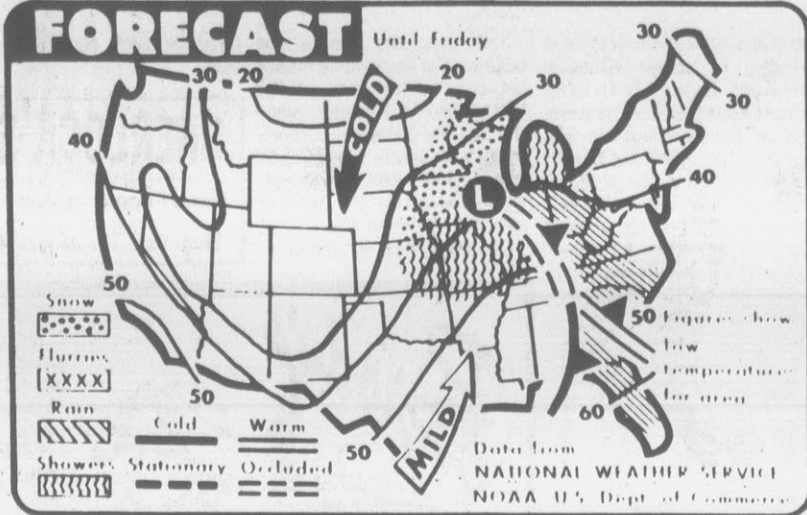 FORECAST
Until Friday
30
30
20
20
30
30
COLD
40
L
40
50
50
Snow
Flurries
Rain
Showers
Cold
Warm
Stationary
Occluded
50
50
MILD
60
Figures show
low
temperatures
for area
Data from
NATIONAL WEATHER SERVICE
NOAA U.S. Dept of Commerce